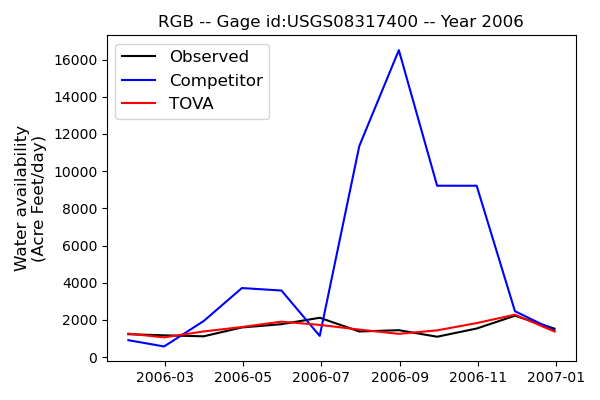 RGB -- Gage id:USGS08317400 -- Year 2006
Observed
Competitor
TOVA
Water availability
(Acre Feet/day)
16000
14000
12000
10000
8000
6000
4000
2000
0
2006-03 2006-05 2006-07 2006-09 2006-11 2007-01